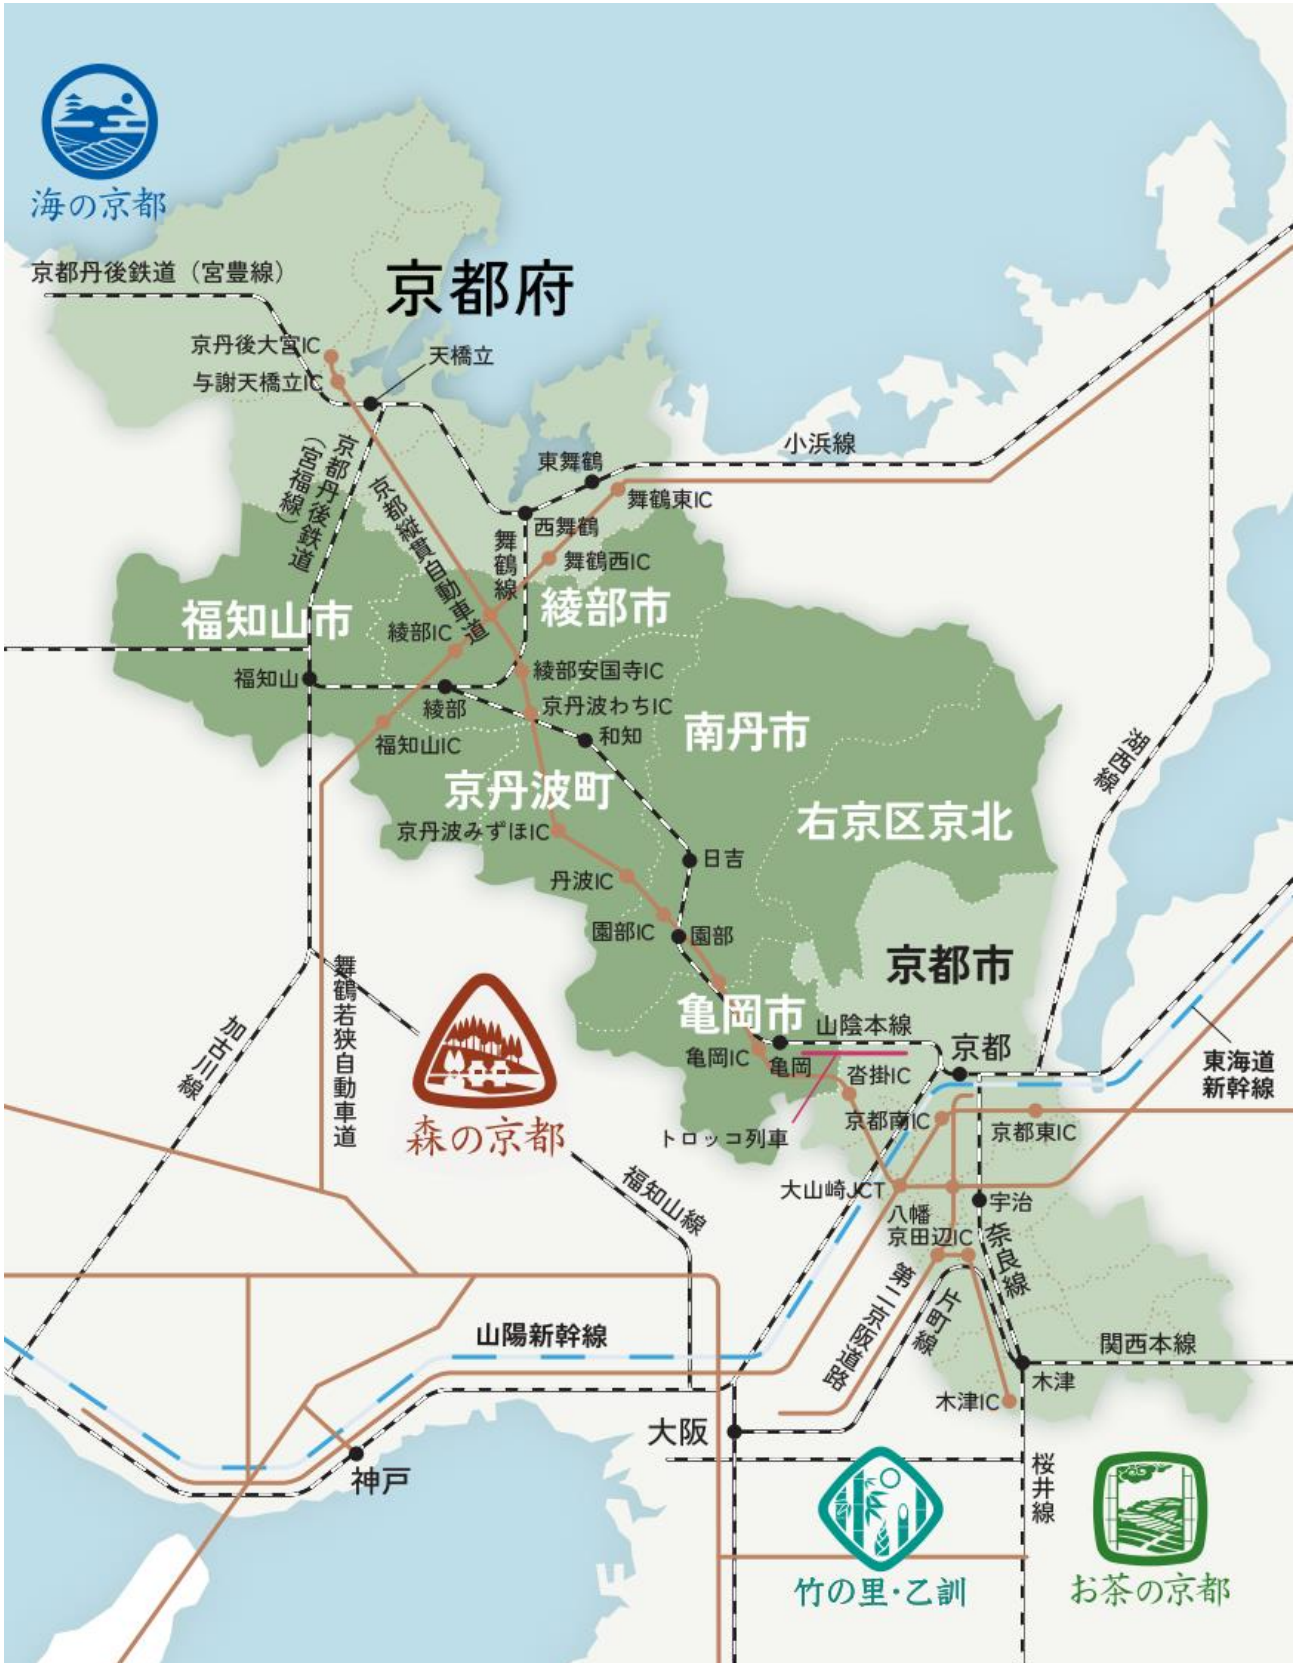 海の京都
京都丹後鉄道（宮豊線）
京都府
京丹後大宮IC
与謝天橋立IC
天橋立
小浜線
東舞鶴
舞鶴東IC
京都丹後鉄道
（宮福線）
京都縦貫自動車道
西舞鶴
舞鶴線
舞鶴西IC
福知山市
綾部市
綾部IC
福知山
綾部安国寺IC
綾部
京丹波わちIC
福知山IC
和知
南丹市
湖西線
京丹波町
右京区京北
京丹波みずほIC
日吉
丹波IC
園部IC
園部
京都市
舞鶴若狭自動車道
亀岡市
山陰本線
加古川線
亀岡IC
亀岡
沓掛IC
京都
東海道
新幹線
森の京都
トロッコ列車
京都南IC
京都東IC
福知山線
大山崎JCT
八幡
京田辺IC
宇治
奈良線
第二京阪道路
片町線
山陽新幹線
関西本線
木津
木津IC
大阪
神戸
桜井線
竹の里・乙訓
お茶の京都